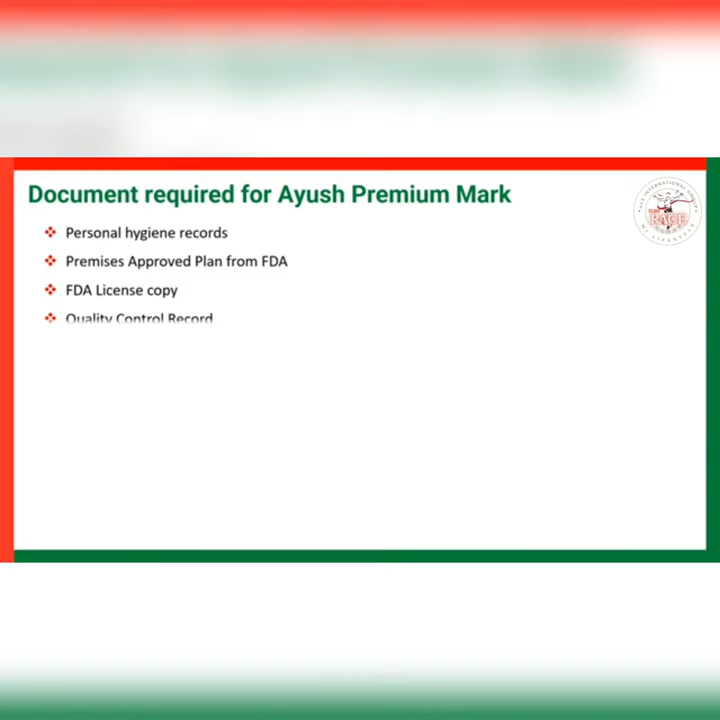 Document required for Ayush Premium Mark
Personal hygiene records
Premises Approved Plan from FDA
FDA License copy
Quality Control Record
RACE